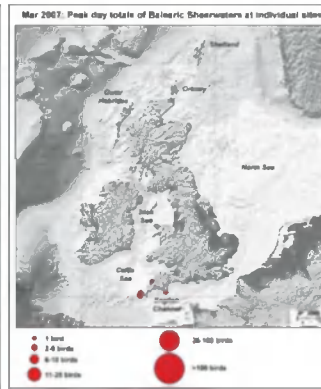 Mar 2007: Peak day totals of Balearic Shearwaters at individual sites
Shetland
Orkney
Outer
Hebrides
North Sea
Irish
Sea
Celtic
Sea
English
Channel
1 bird
2-5 birds
6-10 birds
11-25 birds
26-100 birds
>100 birds